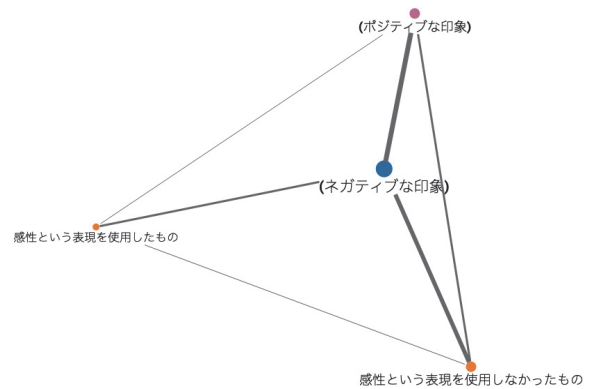 (ポジティブな印象)
(ネガティブな印象)
感性という表現を使用したもの
感性という表現を使用しなかったもの